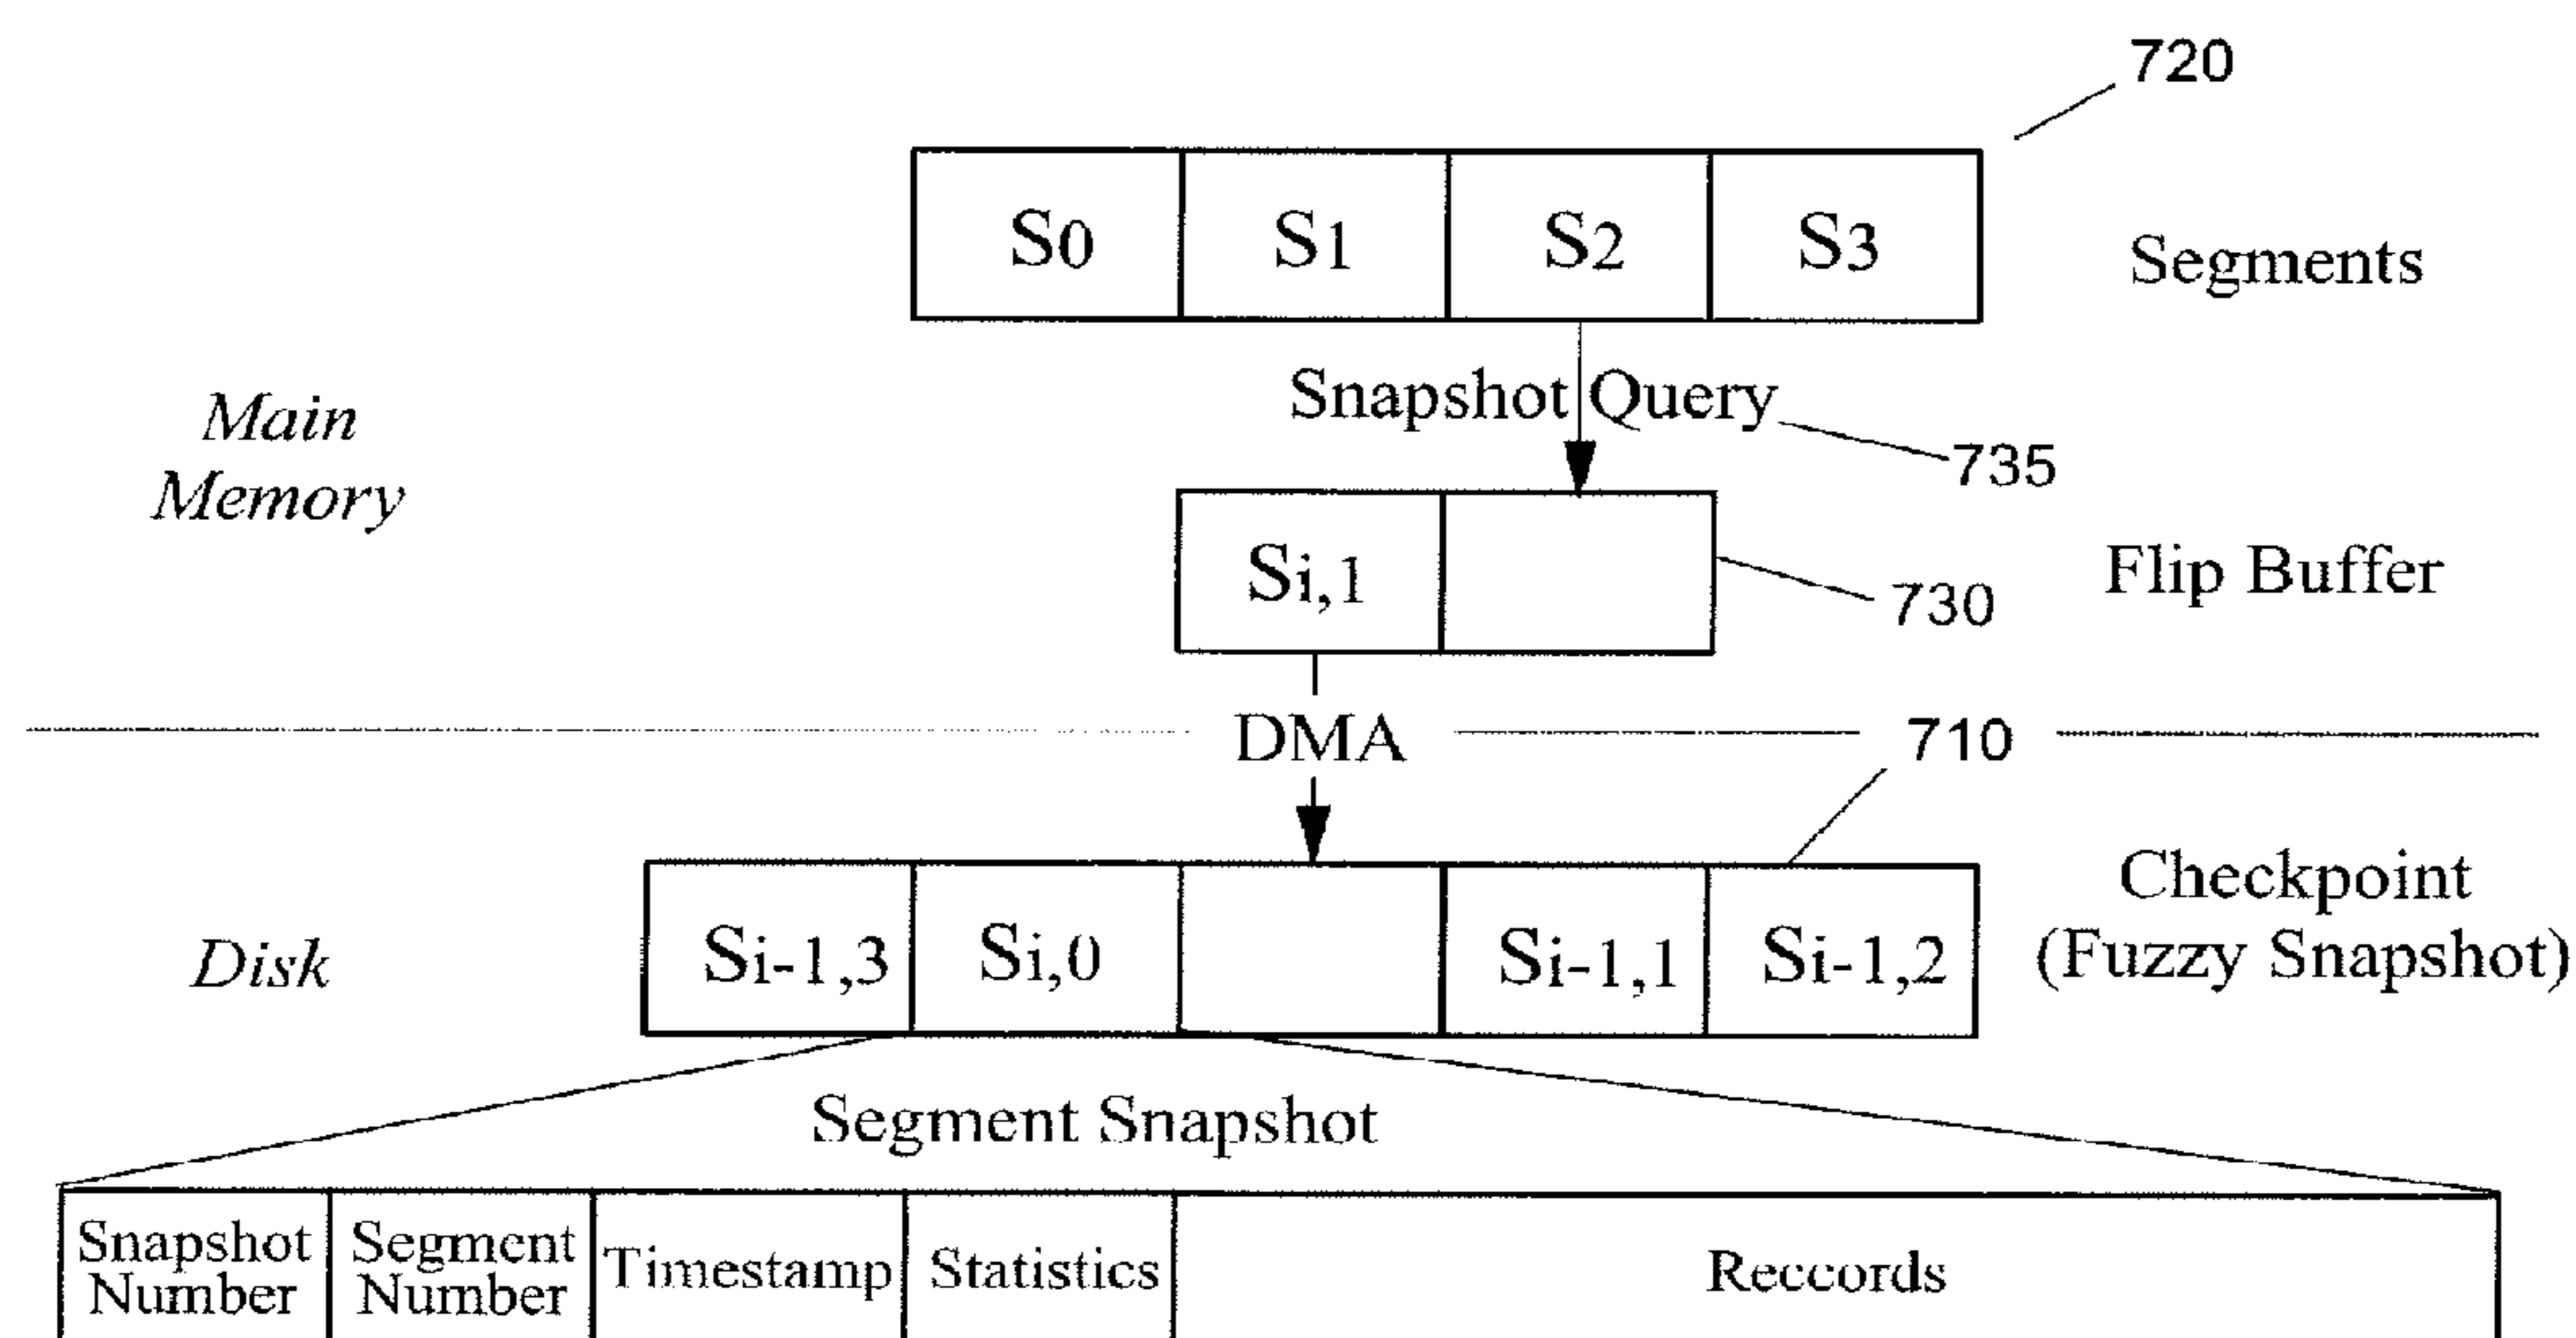 720
S0 S1 S2 S3 Segments
Snapshot Query
Main
Memory
735
Si,1 730 Flip Buffer
DMA 710
Disk Si-1,3 Si,0 Si-1,1 Si-1,2 Checkpoint
(Fuzzy Snapshot)
Segment Snapshot
Snapshot
Number
Segment
Number
Timestamp
Statistics
Reccords